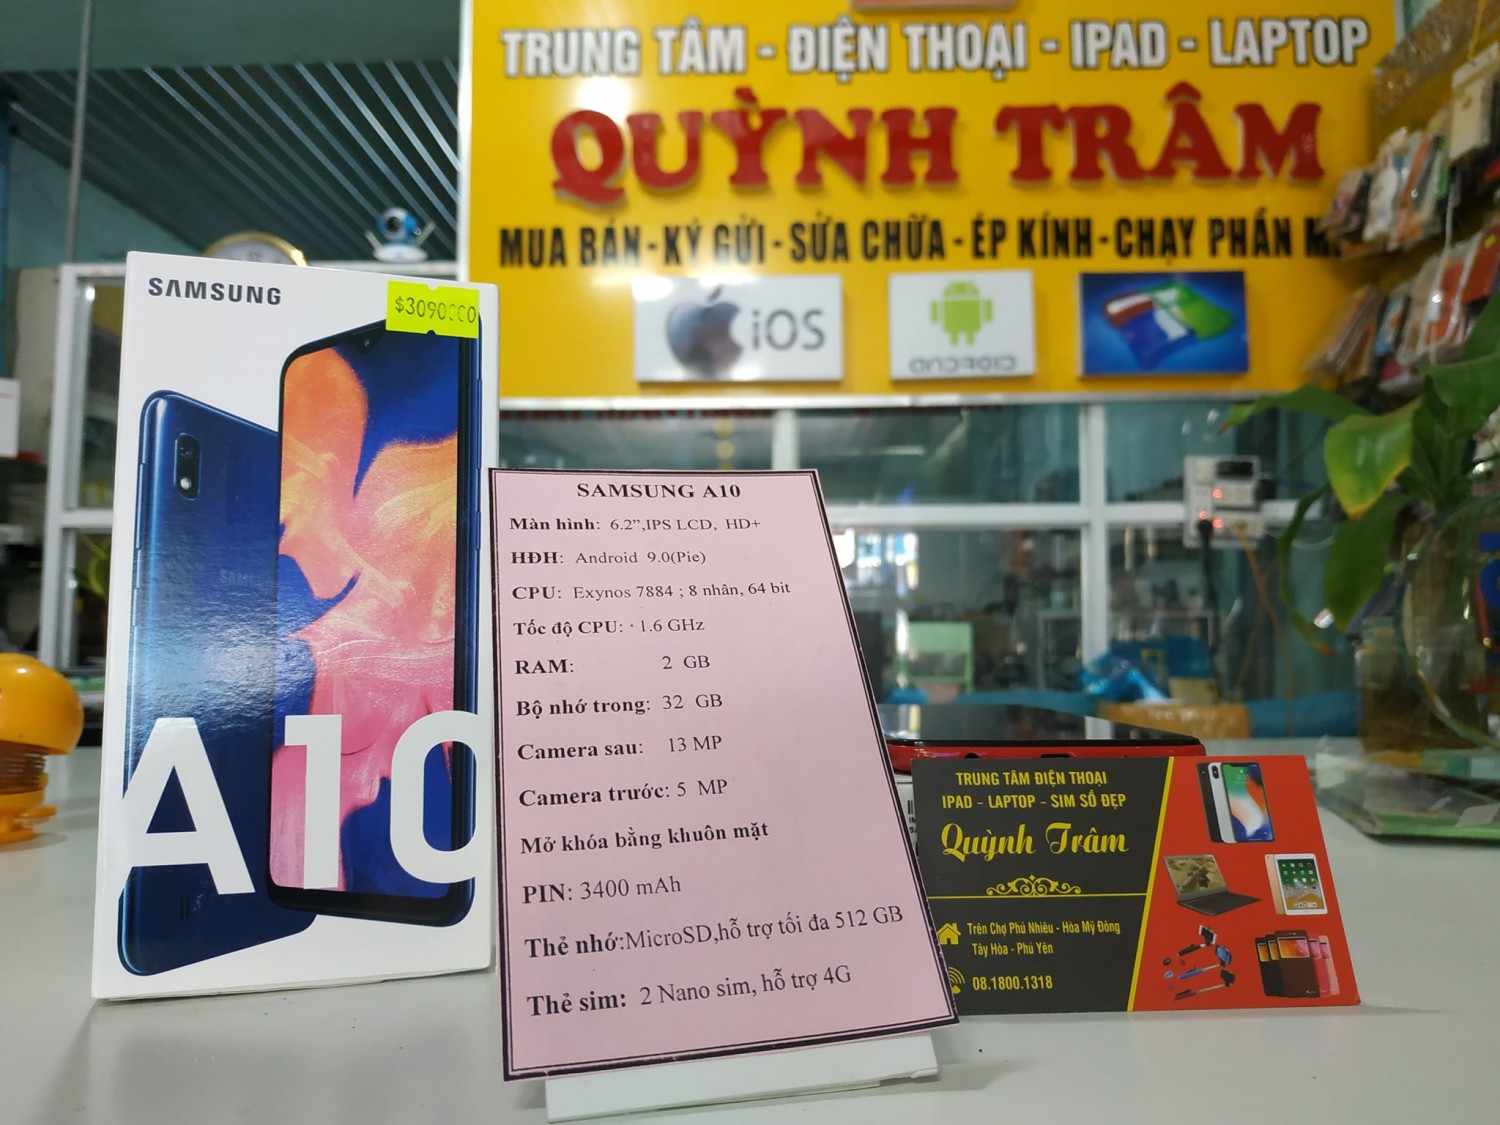 TRUNG TÂM - ĐIỆN THOẠI - IPAD - LAPTOP
QUỲNH TRÂM
MUA BÁN - KÝ GỬI - SỬA CHỮA - ÉP KÍNH - CHẠY PHẦN
iOS
ANDROID
SAMSUNG
$3090000
SAMSUNG
A10
SAMSUNG A10
Màn hình: 6.2”,IPS LCD, HD+
HĐH: Android 9.0(Pie)
CPU: Exynos 7884 ; 8 nhân, 64 bit
Tốc độ CPU: 1.6 GHz
RAM: 2 GB
Bộ nhớ trong: 32 GB
Camera sau: 13 MP
Camera trước: 5 MP
Mở khóa bằng khuôn mặt
PIN: 3400 mAh
Thẻ nhớ:MicroSD,hỗ trợ tối đa 512 GB
Thẻ sim: 2 Nano sim, hỗ trợ 4G
TRUNG TÂM ĐIỆN THOẠI
IPAD - LAPTOP - SIM SỐ ĐẸP
Quỳnh Trâm
Trên Chợ Phú Nhiêu - Hòa Mỹ Đông
Tây Hòa - Phú Yên
08.1800.1318